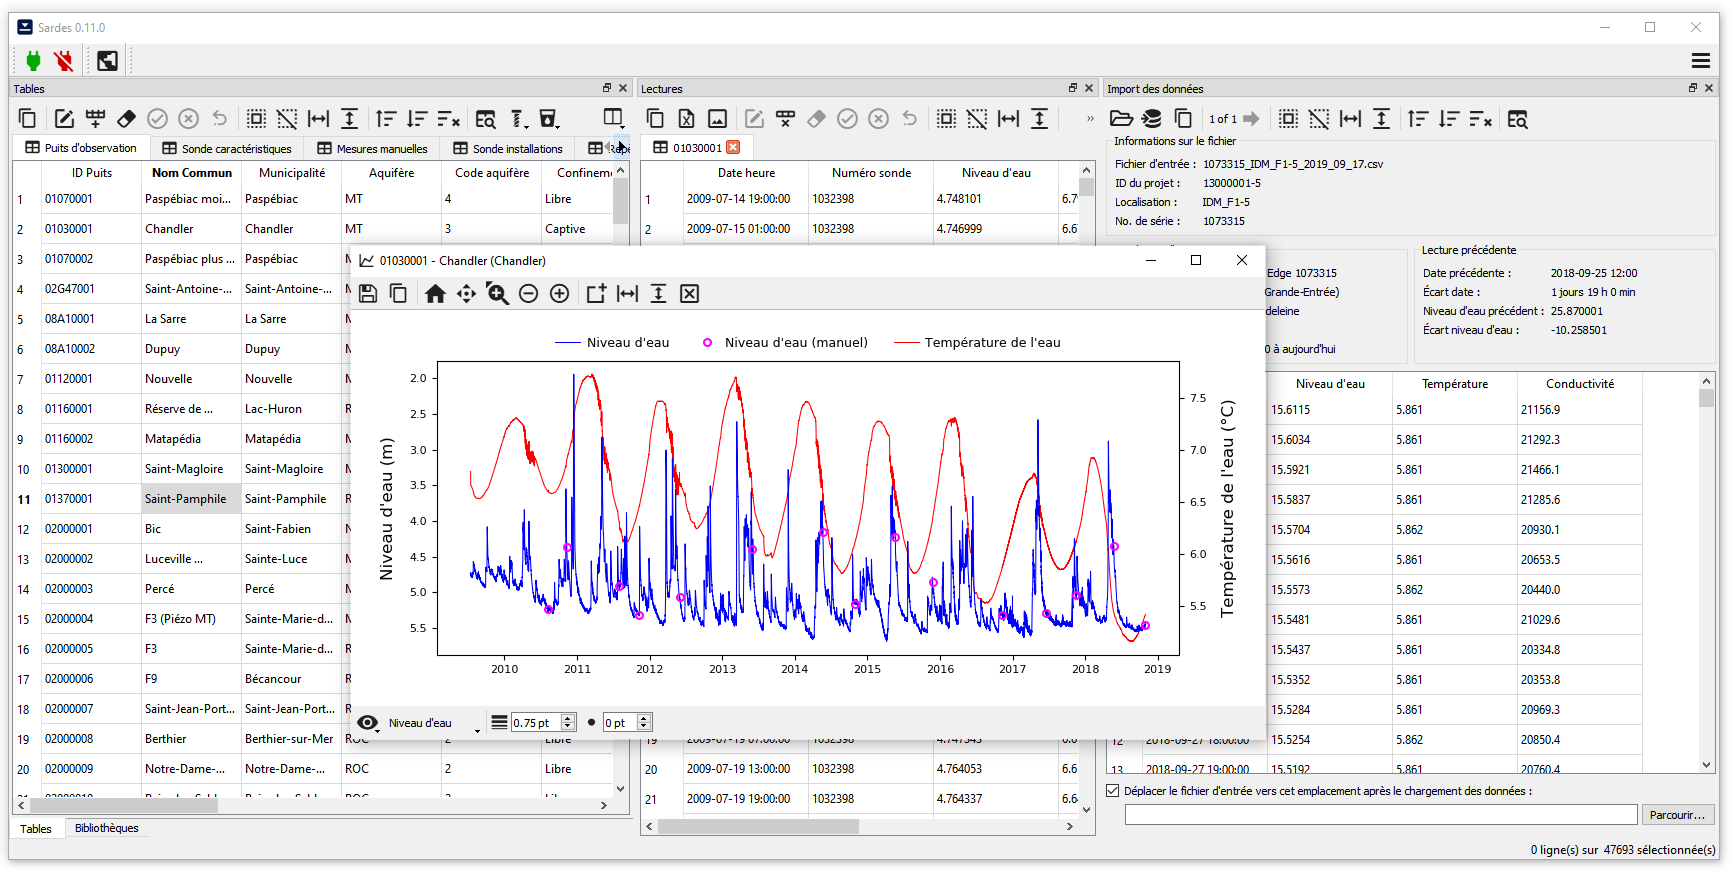 Sardes 0.11.0
Tables
Lectures
Import des données
1 of 1
Puits d'observation
Sonde caractéristiques
Mesures manuelles
Sonde installations
01030001
ID Puits Nom Commun Municipalité Aquifère Code aquifère
1 01070001 Paspébiac moi... Paspébiac MT 4 Libre
2 01030001 Chandler Chandler MT 3 Captive
3 01070002 Paspébiac plus ... Paspébiac
4 02G47001 Saint-Antoine-... Saint-Antoine-...
5 08A10001 La Sarre La Sarre
6 08A10002 Dupuy Dupuy
7 01120001 Nouvelle Nouvelle
8 01160001 Réserve de ... Lac-Huron
9 01160002 Matapédia Matapédia
10 01300001 Saint-Magloire Saint-Magloire
11 01370001 Saint-Pamphile Saint-Pamphile
12 02000001 Bic Saint-Fabien
13 02000002 Luceville ... Sainte-Luce
14 02000003 Percé Percé
15 02000004 F3 (Piézo MT) Sainte-Marie-d...
16 02000005 F3 Sainte-Marie-d...
17 02000006 F9 Bécancour
18 02000007 Saint-Jean-Port... Saint-Jean-Port...
19 02000008 Berthier Berthier-sur-Mer ROC 2 Libre
20 02000009 Notre-Dame-... Notre-Dame-... ROC 2 Libre
21
Tables
Bibliothèques
Date heure Numéro sonde Niveau d'eau
1 2009-07-14 19:00:00 1032398 4.748101
2 2009-07-15 01:00:00 1032398 4.746999
19 2009-07-19 07:00:00 1032398 4.747345
20 2009-07-19 13:00:00 1032398 4.764053
21 2009-07-19 19:00:00 1032398 4.764337
01030001 - Chandler (Chandler)
Niveau d'eau
Niveau d'eau (manuel)
Température de l'eau
Niveau d'eau (m)
2.0
2.5
3.0
3.5
4.0
4.5
5.0
5.5
Température de l'eau (°C)
7.5
7.0
6.5
6.0
5.5
2010 2011 2012 2013 2014 2015 2016 2017 2018 2019
Niveau d'eau
0.75 pt
0 pt
Informations sur le fichier
Fichier d'entrée : 1073315_IDM_F1-5_2019_09_17.csv
ID du projet : 13000001-5
Localisation : IDM_F1-5
No. de série : 1073315
Edge 1073315
Grande-Entrée)
deleine
0 à aujourd'hui
Lecture précédente
Date précédente : 2018-09-25 12:00
Écart date : 1 jours 19 h 0 min
Niveau d'eau précédent : 25.870001
Écart niveau d'eau : -10.258501
Niveau d'eau Température Conductivité
15.6115 5.861 21156.9
15.6034 5.861 21292.3
15.5921 5.861 21466.1
15.5837 5.861 21285.6
15.5704 5.862 20930.1
15.5616 5.861 20653.5
15.5573 5.862 20440.0
15.5481 5.861 21029.6
15.5437 5.861 20334.8
15.5352 5.861 20353.8
15.5284 5.861 20969.3
12 2018-09-27 18:00:00 15.5254 5.862 20850.4
13 2018-09-27 19:00:00 15.5192 5.861 20760.4
Déplacer le fichier d'entrée vers cet emplacement après le chargement des données :
Parcourir...
0 ligne(s) sur 47693 sélectionnée(s)